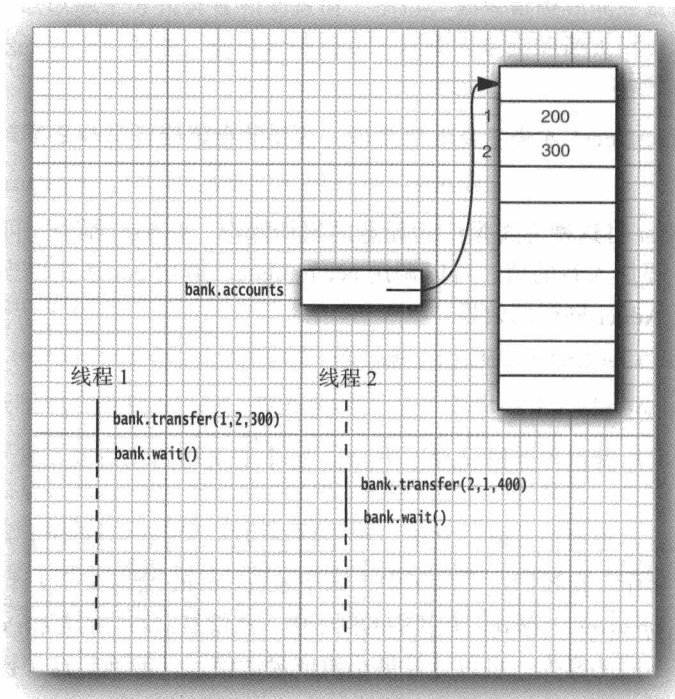 1 200
2 300
bank.accounts
线程 1
线程 2
bank.transfer(1,2,300)
bank.wait()
bank.transfer(2,1,400)
bank.wait()